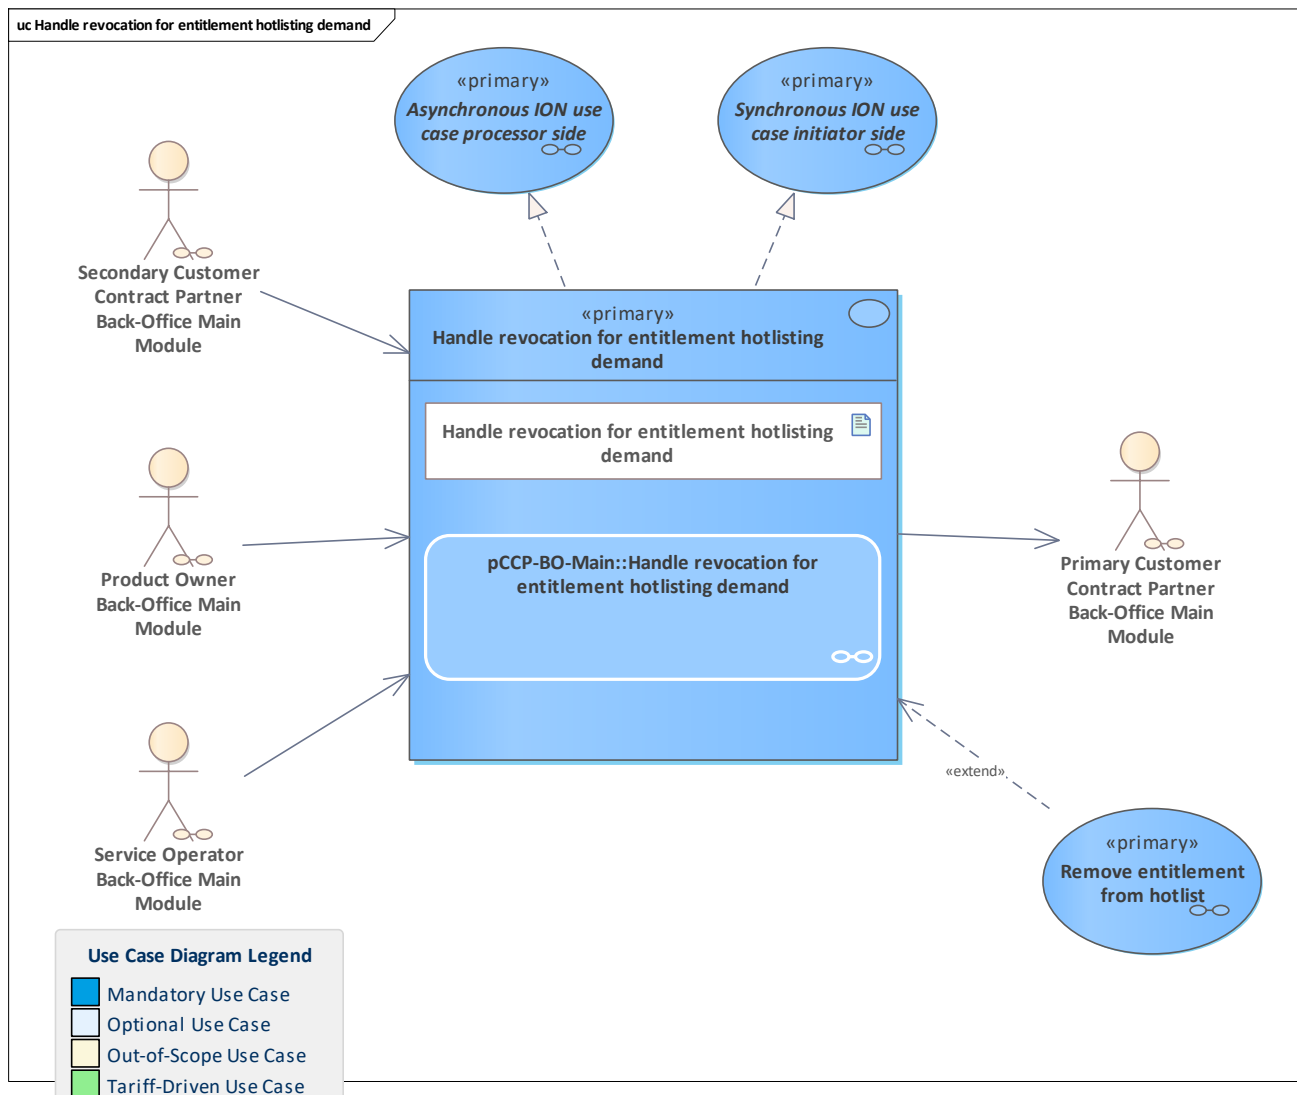 uc Handle revocation for entitlement hotlisting demand
«primary»
Asynchronous ION use
case processor side
«primary»
Synchronous ION use
case initiator side
Secondary Customer
Contract Partner
Back-Office Main
Module
«primary»
Handle revocation for entitlement hotlisting
demand
Handle revocation for entitlement hotlisting
demand
pCCP-BO-Main::Handle revocation for
entitlement hotlisting demand
Product Owner
Back-Office Main
Module
Primary Customer
Contract Partner
Back-Office Main
Module
Service Operator
Back-Office Main
Module
«extend»
«primary»
Remove entitlement
from hotlist
Use Case Diagram Legend
Mandatory Use Case
Optional Use Case
Out-of-Scope Use Case
Tariff-Driven Use Case